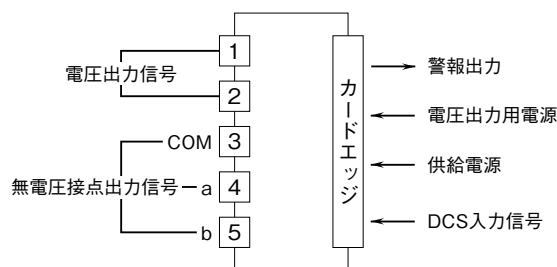 電圧出力信号
1
2
COM 3
無電圧接点出力信号 a 4
b 5
カードエッジ
警報出力
電圧出力用電源
供給電源
DCS入力信号